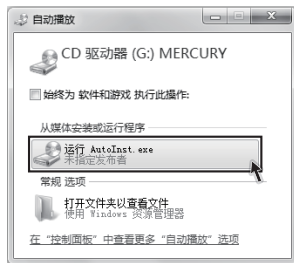 自动播放
CD 驱动器 (G:) MERCURY
始终为 软件和游戏 执行此操作:
从媒体安装或运行程序
运行 AutoInst.exe
未指定发布者
常规 选项
打开文件夹以查看文件
使用 Windows 资源管理器
在“控制面板”中查看更多“自动播放”选项